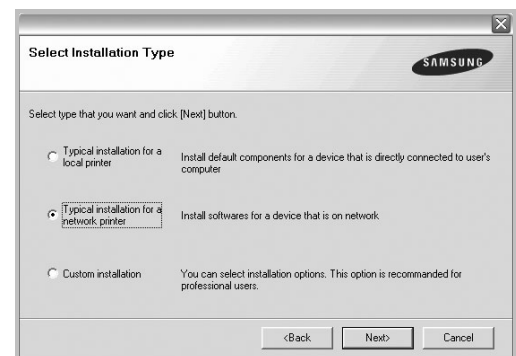 Select Installation Type
SAMSUNG
Select type that you want and click [Next] button.
Typical installation for a
local printer
Install default components for a device that is directly connected to user's
computer
Typical installation for a
network printer
Install softwares for a device that is on network
Custom installation
You can select installation options. This option is recommanded for
professional users.
<Back
Next>
Cancel